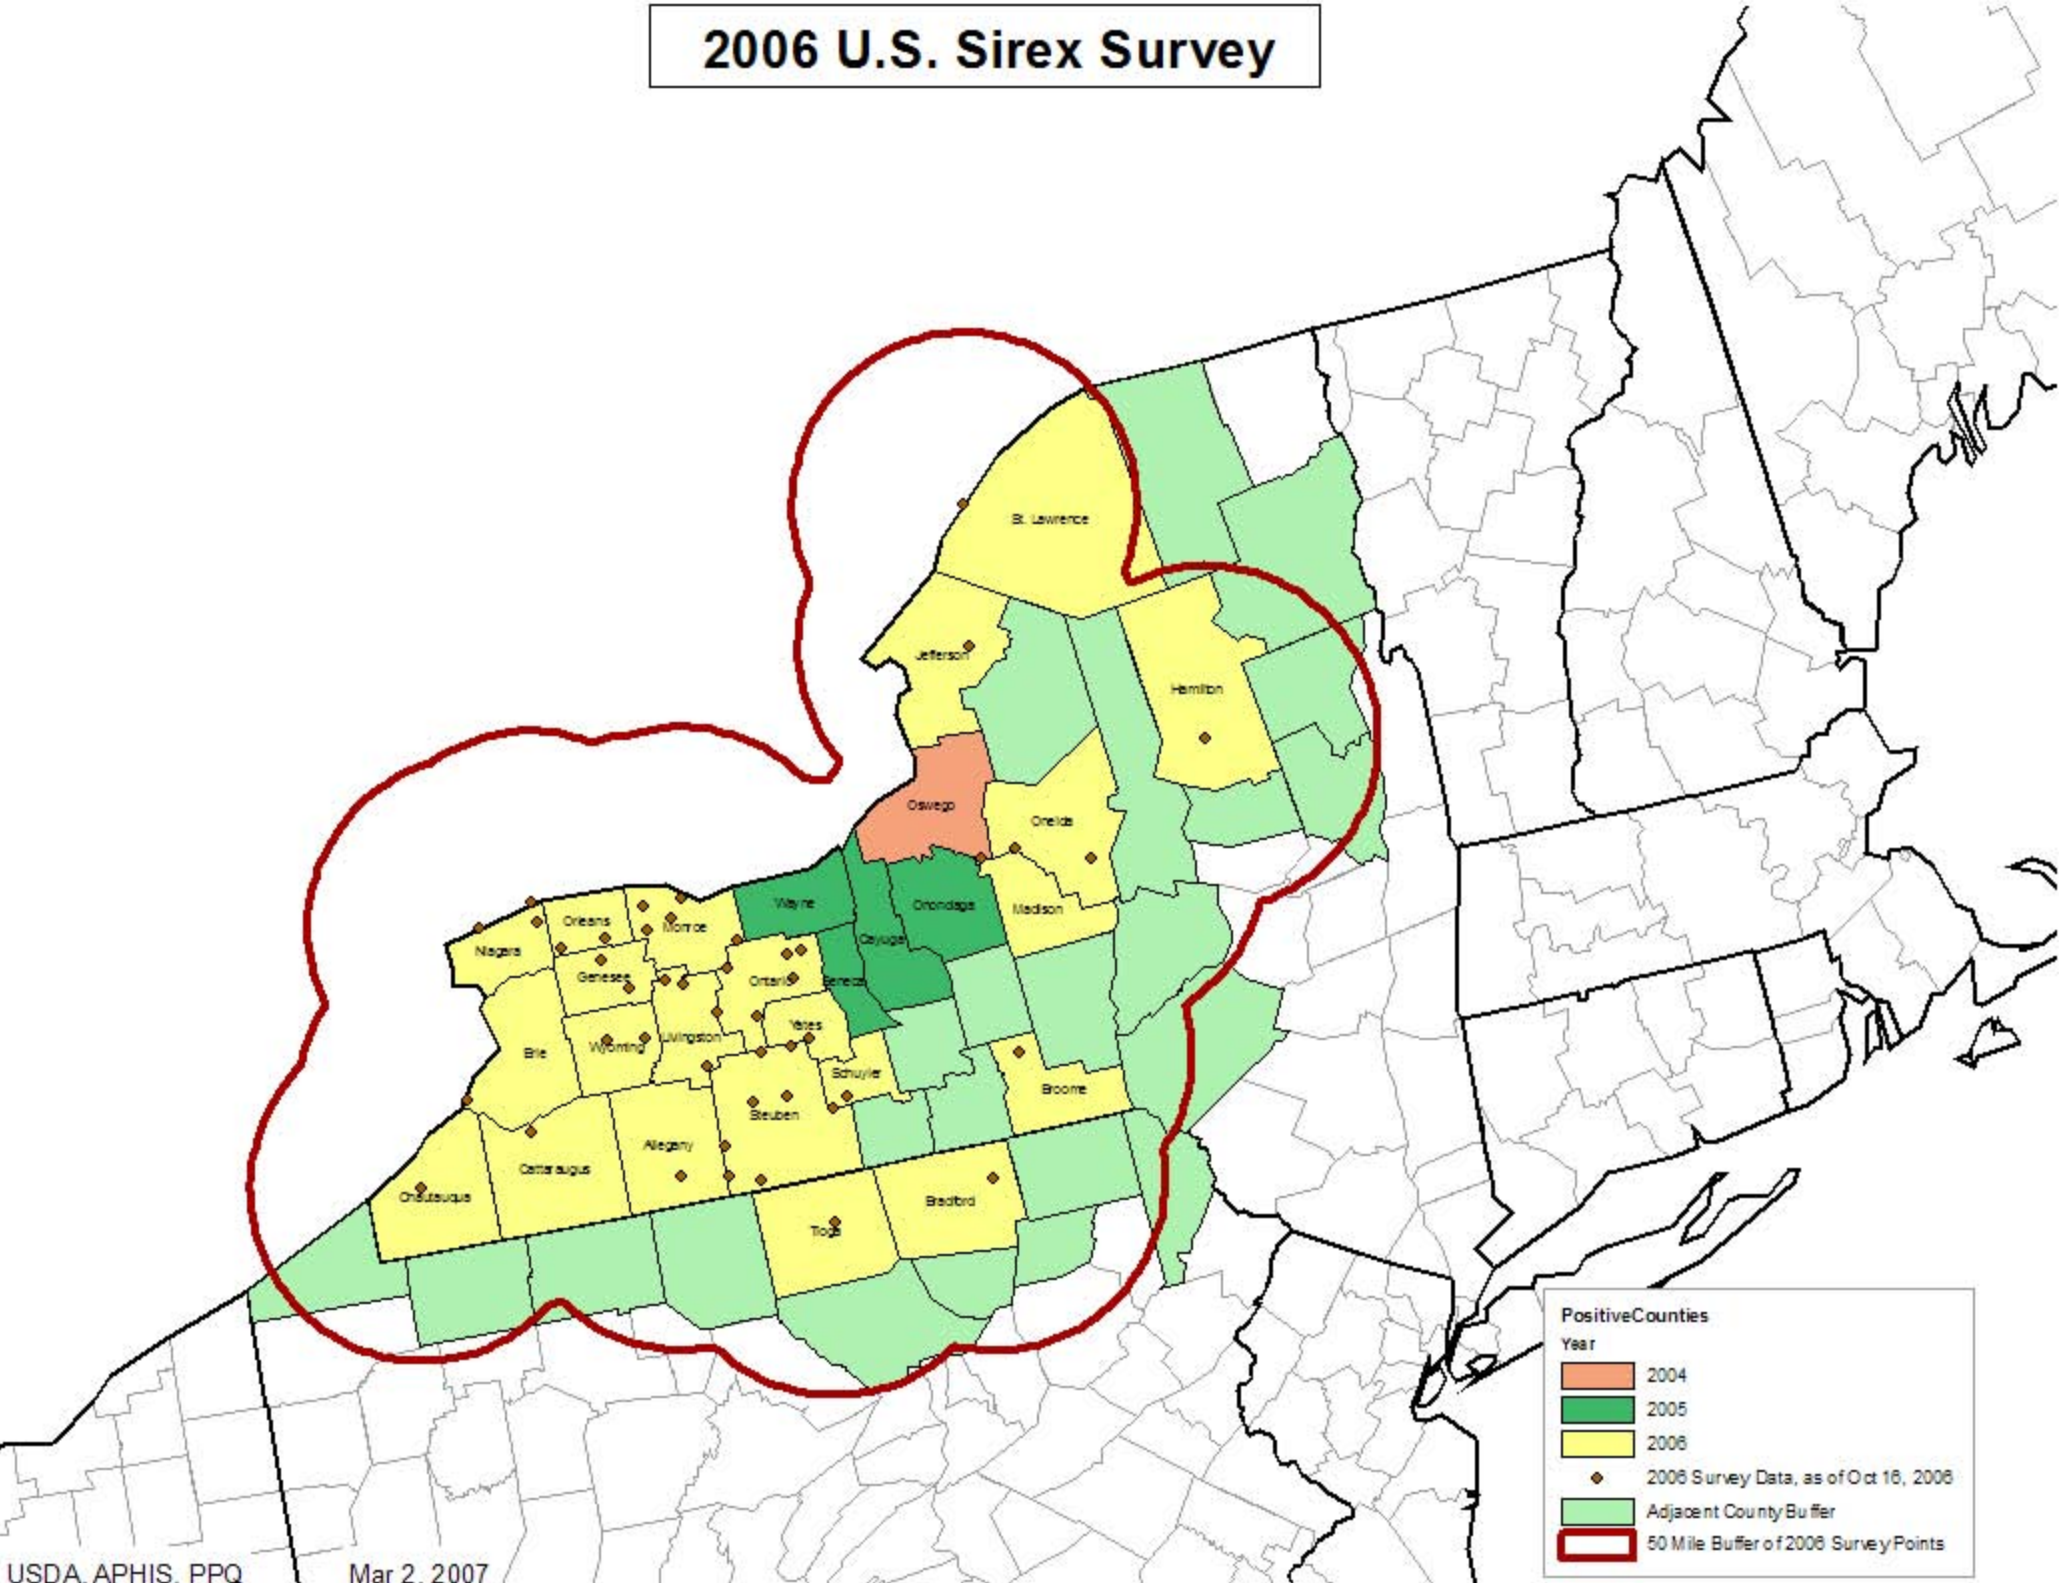 2006 U.S. Sirex Survey
St. Lawrence
Jefferson
Hamilton
Oswego
Oneida
Wayne
Onondaga
Madison
Orleans
Monroe
Cayuga
Niagara
Genesee
Ontario
Seneca
Yates
Livingston
Wyoming
Erie
Schuyler
Broome
Steuben
Allegany
Cattaraugus
Chautauqua
Bradford
Tioga
PositiveCounties
Year
2004
2005
2006
2006 Survey Data, as of Oct 16, 2006
Adjacent County Buffer
50 Mile Buffer of 2006 Survey Points
USDA, APHIS, PPQ Mar 2, 2007